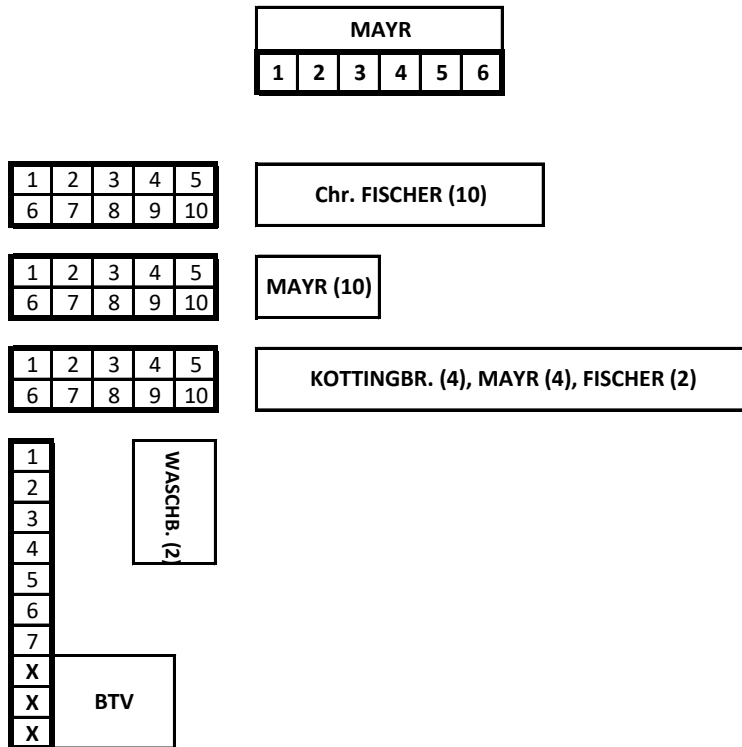 MAYR
1 2 3 4 5 6
1 2 3 4 5
6 7 8 9 10
Chr. FISCHER (10)
1 2 3 4 5
6 7 8 9 10
MAYR (10)
1 2 3 4 5
6 7 8 9 10
KOTTINGBR. (4), MAYR (4), FISCHER (2)
1
2
3
4
5
6
7
X
X
X
WASCHB. (2)
BTV